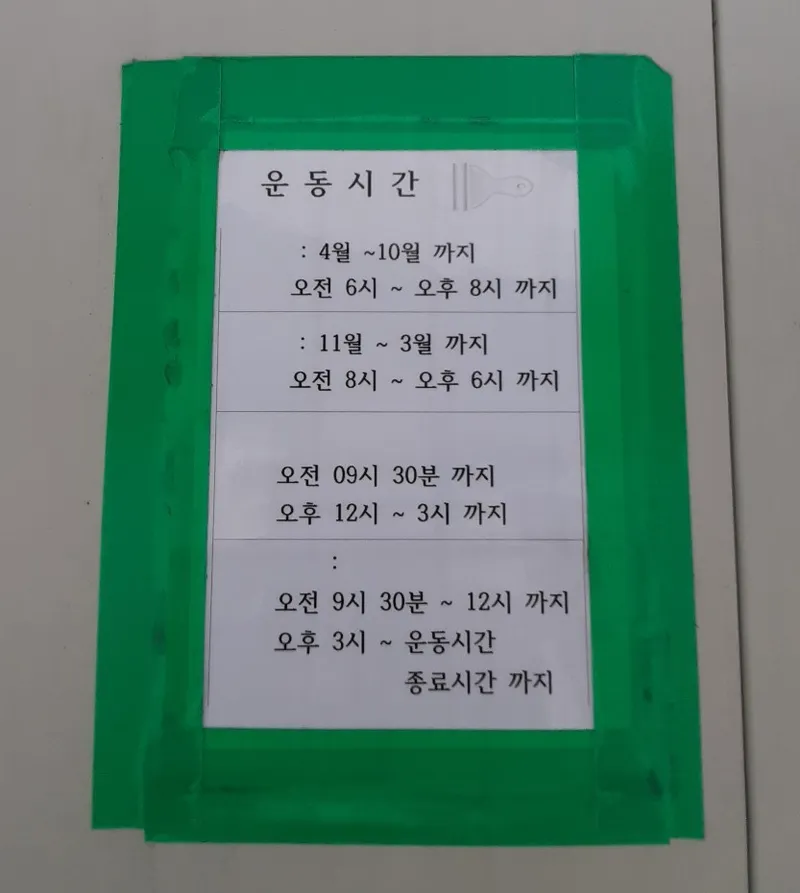 운 동 시 간
: 4월 ~10월 까지
오전 6시 ~ 오후 8시 까지
: 11월 ~ 3월 까지
오전 8시 ~ 오후 6시 까지
오전 09시 30분 까지
오후 12시 ~ 3시 까지
:
오전 9시 30분 ~ 12시 까지
오후 3시 ~ 운동시간
종료시간 까지